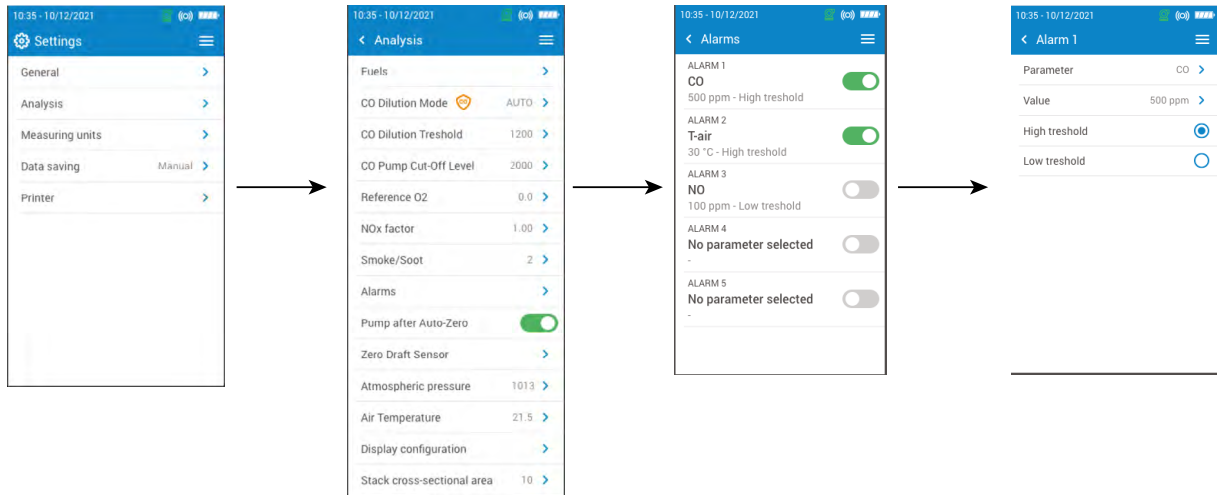 10:35 - 10/12/2021
Settings
General
Analysis
Measuring units
Data saving Manual
Printer
10:35 - 10/12/2021
Analysis
Fuels
CO Dilution Mode AUTO
CO Dilution Treshold 1200
CO Pump Cut-Off Level 2000
Reference O2 0.0
NOx factor 1.00
Smoke/Soot 2
Alarms
Pump after Auto-Zero
Zero Draft Sensor
Atmospheric pressure 1013
Air Temperature 21.5
Display configuration
Stack cross-sectional area 10
10:35 - 10/12/2021
Alarms
ALARM 1
CO
500 ppm - High treshold
ALARM 2
T-air
30 °C - High treshold
ALARM 3
NO
100 ppm - Low treshold
ALARM 4
No parameter selected
-
ALARM 5
No parameter selected
-
10:35 - 10/12/2021
Alarm 1
Parameter CO
Value 500 ppm
High treshold
Low treshold